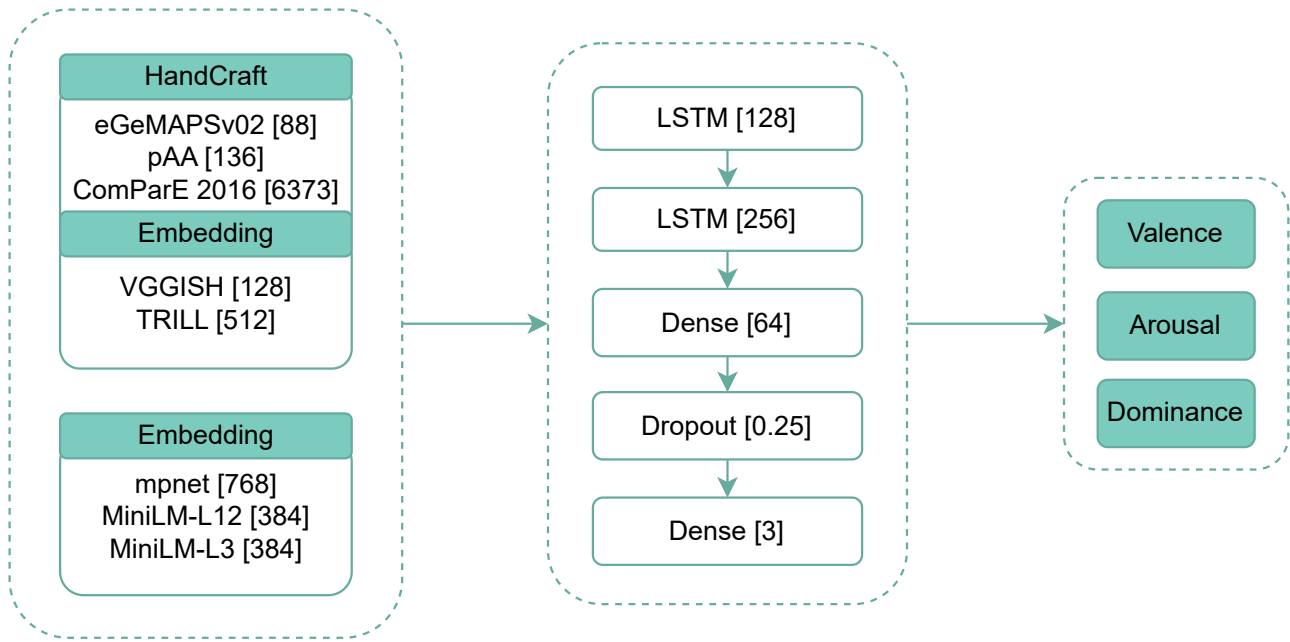 HandCraft
eGeMAPSv02 [88]
pAA [136]
ComParE 2016 [6373]
Embedding
VGGISH [128]
TRILL [512]
Embedding
mpnet [768]
MiniLM-L12 [384]
MiniLM-L3 [384]
LSTM [128]
LSTM [256]
Dense [64]
Dropout [0.25]
Dense [3]
Valence
Arousal
Dominance